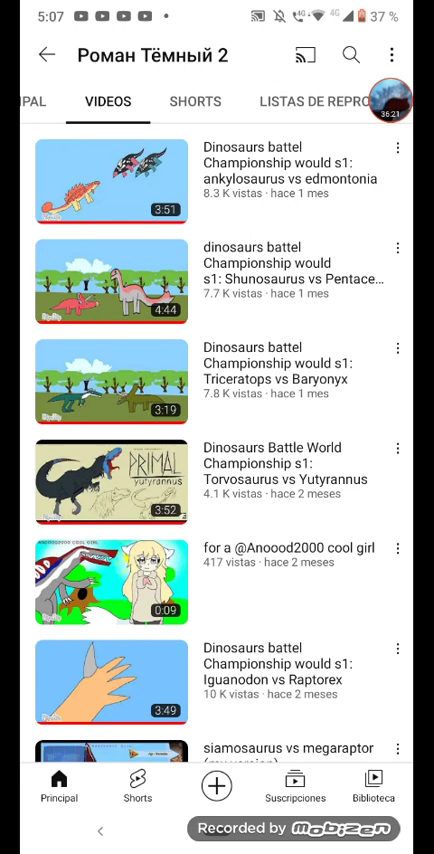 5:07
4G
4G
37 %
Роман Тёмный 2
IPAL
VIDEOS
SHORTS
LISTAS DE REPRO
36:21
Dinosaurs battel
Championship would s1:
ankylosaurus vs edmontonia
8.3 K vistas · hace 1 mes
3:51
dinosaurs battel
Championship would
s1: Shunosaurus vs Pentace...
7.7 K vistas · hace 1 mes
4:44
Dinosaurs battel
Championship would s1:
Triceratops vs Baryonyx
7.8 K vistas · hace 1 mes
3:19
Dinosaurs Battle World
Championship s1:
Torvosaurus vs Yutyrannus
4.1 K vistas · hace 2 meses
PRIMAL
yutyrannus
3:52
for a @Anoood2000 cool girl
417 vistas · hace 2 meses
0:09
Dinosaurs battel
Championship would s1:
Iguanodon vs Raptorex
10 K vistas · hace 2 meses
3:49
siamosaurus vs megaraptor
Principal
Shorts
Suscripciones
Biblioteca
Recorded by mobizen